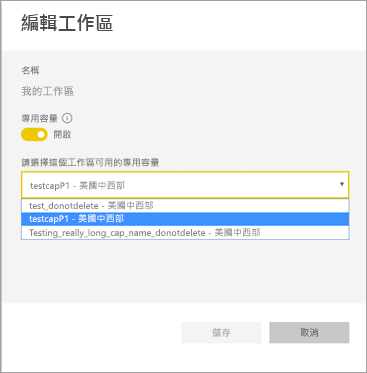 編輯工作區
名稱
我的工作區
專用容量
開啟
請選擇這個工作區可用的專用容量
testcapP1 - 美國中西部
test_donotdelete - 美國中西部
testcapP1 - 美國中西部
Testing_really_long_cap_name_donotdelete - 美國中西部
儲存 取消